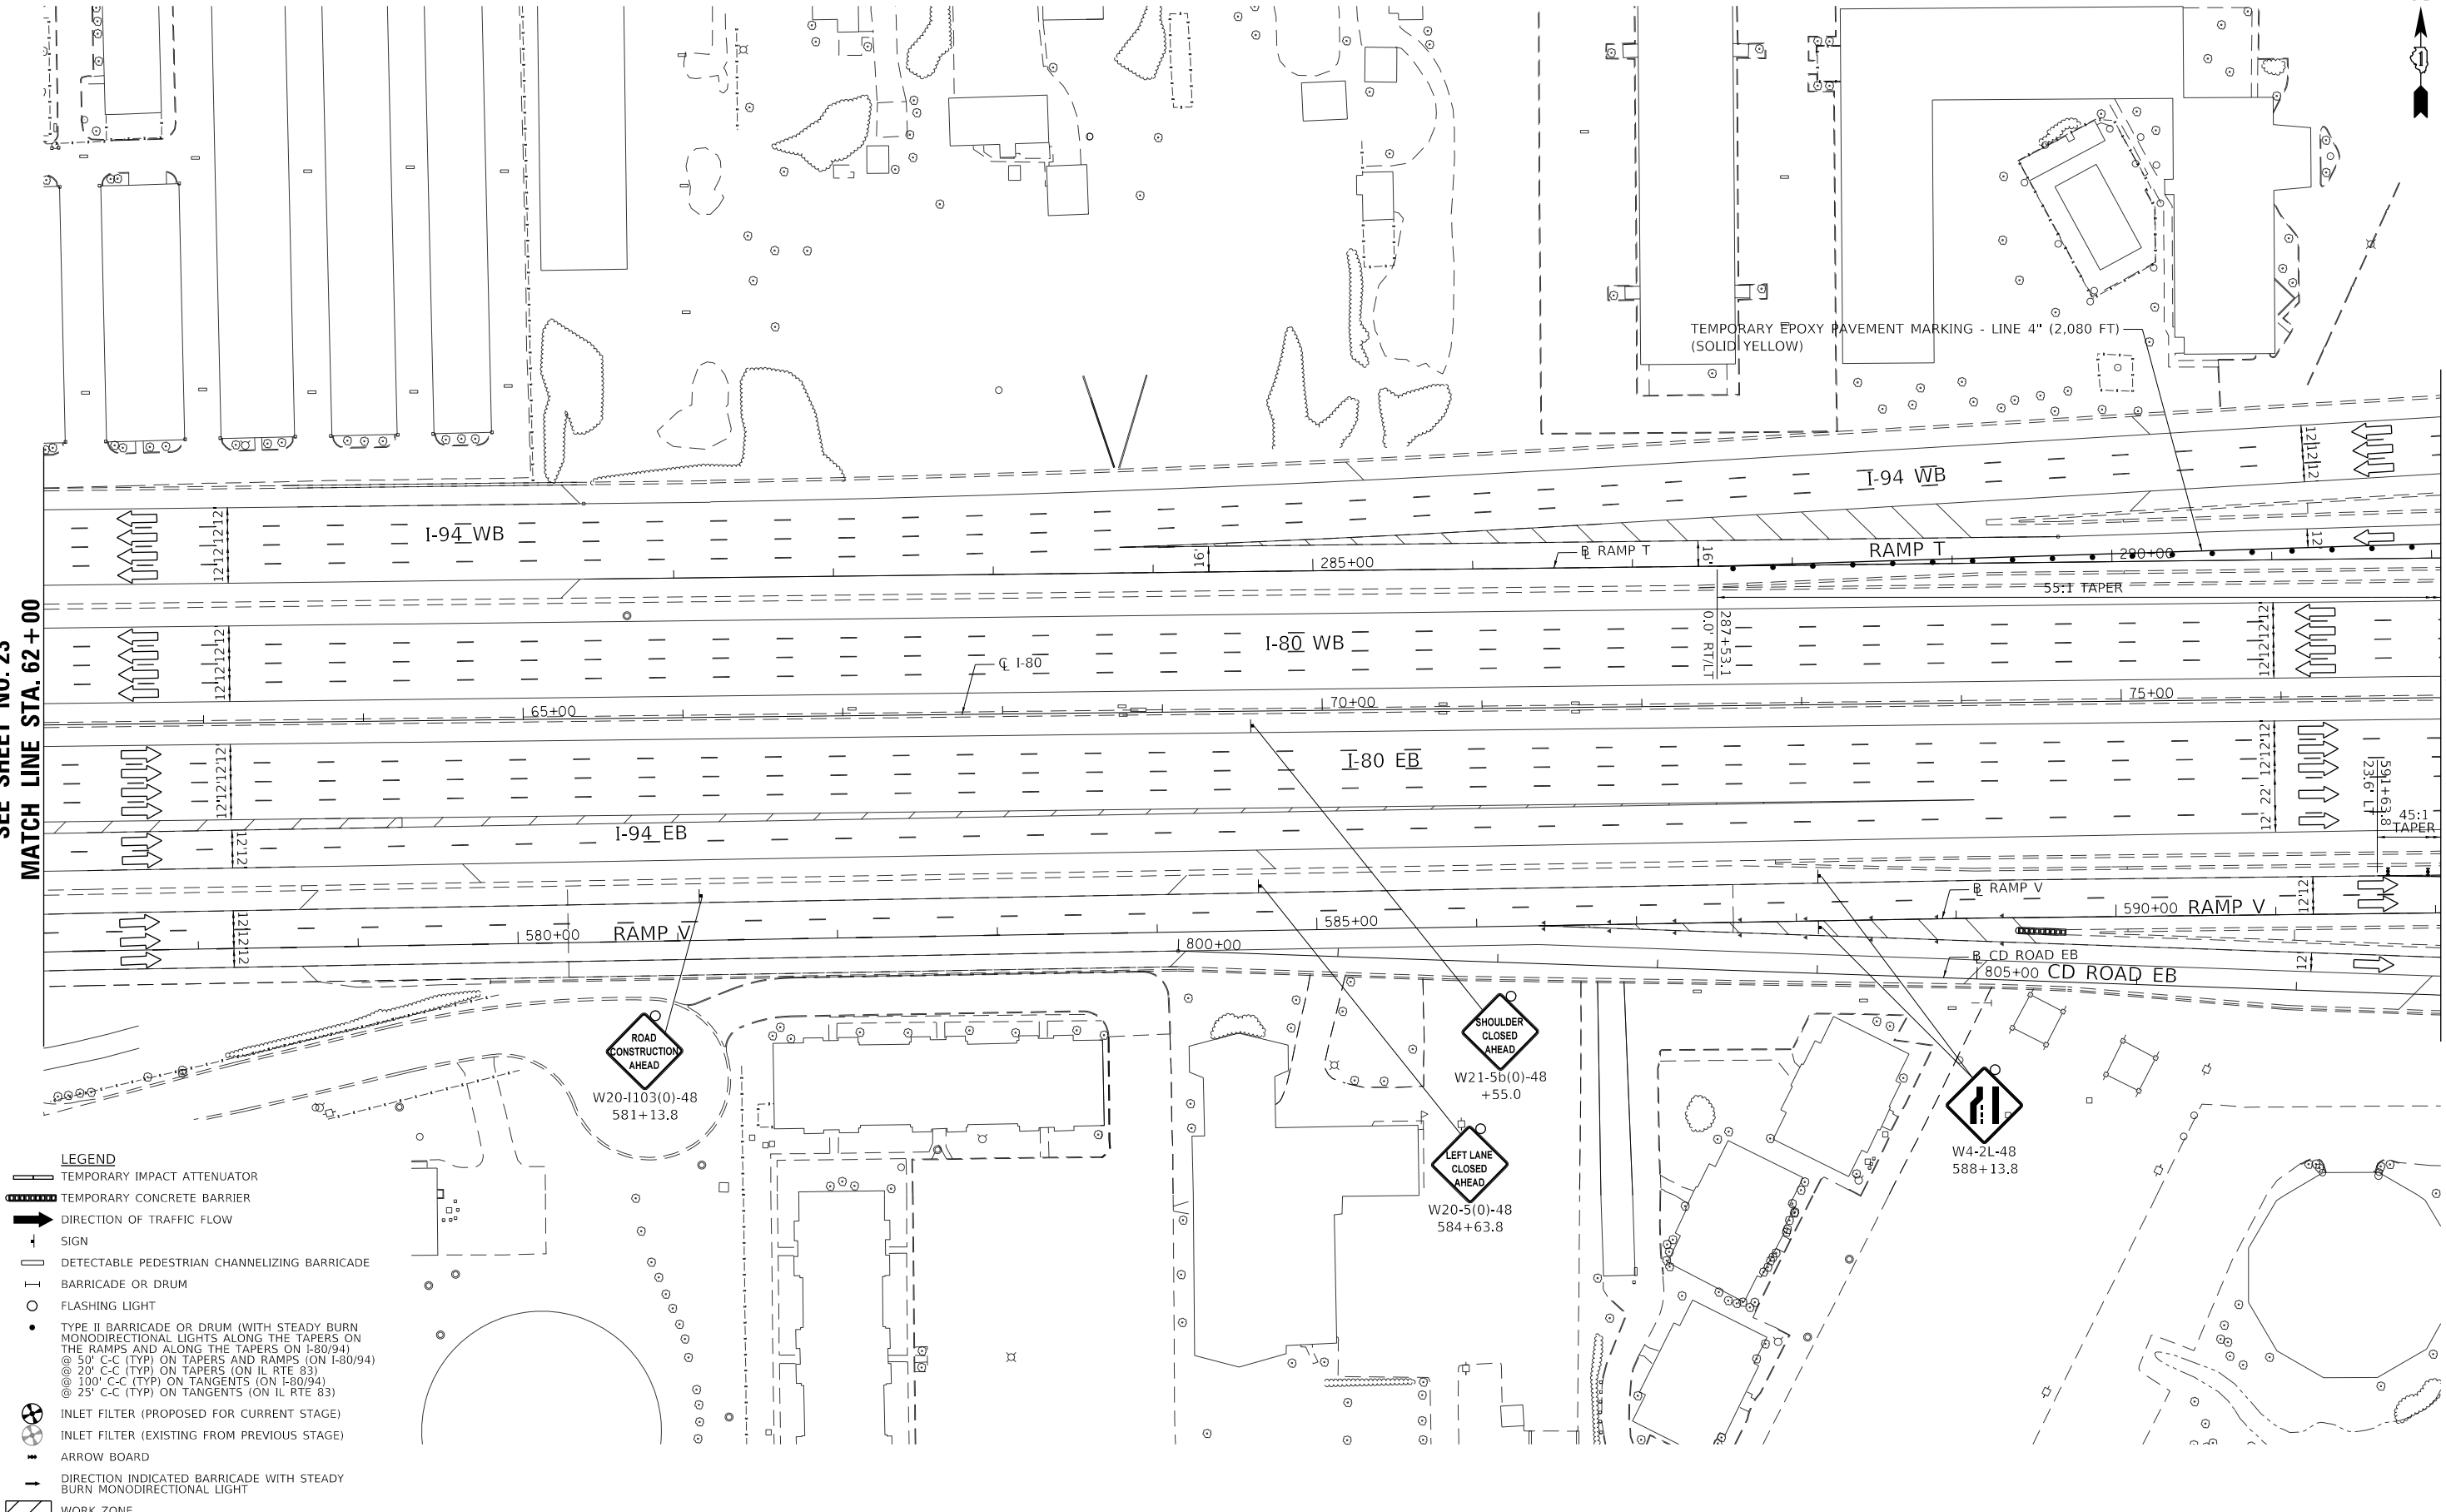 1
TEMPORARY EPOXY PAVEMENT MARKING - LINE 4" (2,080 FT)
(SOLID YELLOW)
SEE SHEET NO. 23
MATCH LINE STA. 62+00
I-94 WB
12'12'12'
I-94 WB
12'12'12'12'
16'
285+00
℄ RAMP T
16'
RAMP T
290+00
12'
55:1 TAPER
287+53.1
0.0' RT/LT
12'12'12'12'
I-80 WB
12'12'12'12'
℄ I-80
65+00
70+00
75+00
12'12'12'12'
I-80 EB
12' 22' 12'12'12'
591+63.8
23.6' LT
45:1
TAPER
I-94 EB
12'12'
12'12'12'
580+00
RAMP V
585+00
℄ RAMP V
590+00
RAMP V
12'12'
800+00
℄ CD ROAD EB
805+00
CD ROAD EB
12'
ROAD
CONSTRUCTION
AHEAD
W20-I103(0)-48
581+13.8
SHOULDER
CLOSED
AHEAD
W21-5b(0)-48
+55.0
LEFT LANE
CLOSED
AHEAD
W20-5(0)-48
584+63.8
W4-2L-48
588+13.8
LEGEND
TEMPORARY IMPACT ATTENUATOR
TEMPORARY CONCRETE BARRIER
DIRECTION OF TRAFFIC FLOW
SIGN
DETECTABLE PEDESTRIAN CHANNELIZING BARRICADE
BARRICADE OR DRUM
FLASHING LIGHT
TYPE II BARRICADE OR DRUM (WITH STEADY BURN
MONODIRECTIONAL LIGHTS ALONG THE TAPERS ON
THE RAMPS AND ALONG THE TAPERS ON I-80/94)
@ 50' C-C (TYP) ON TAPERS AND RAMPS (ON I-80/94)
@ 20' C-C (TYP) ON TAPERS (ON IL RTE 83)
@ 100' C-C (TYP) ON TANGENTS (ON I-80/94)
@ 25' C-C (TYP) ON TANGENTS (ON IL RTE 83)
INLET FILTER (PROPOSED FOR CURRENT STAGE)
INLET FILTER (EXISTING FROM PREVIOUS STAGE)
ARROW BOARD
DIRECTION INDICATED BARRICADE WITH STEADY
BURN MONODIRECTIONAL LIGHT
WORK ZONE